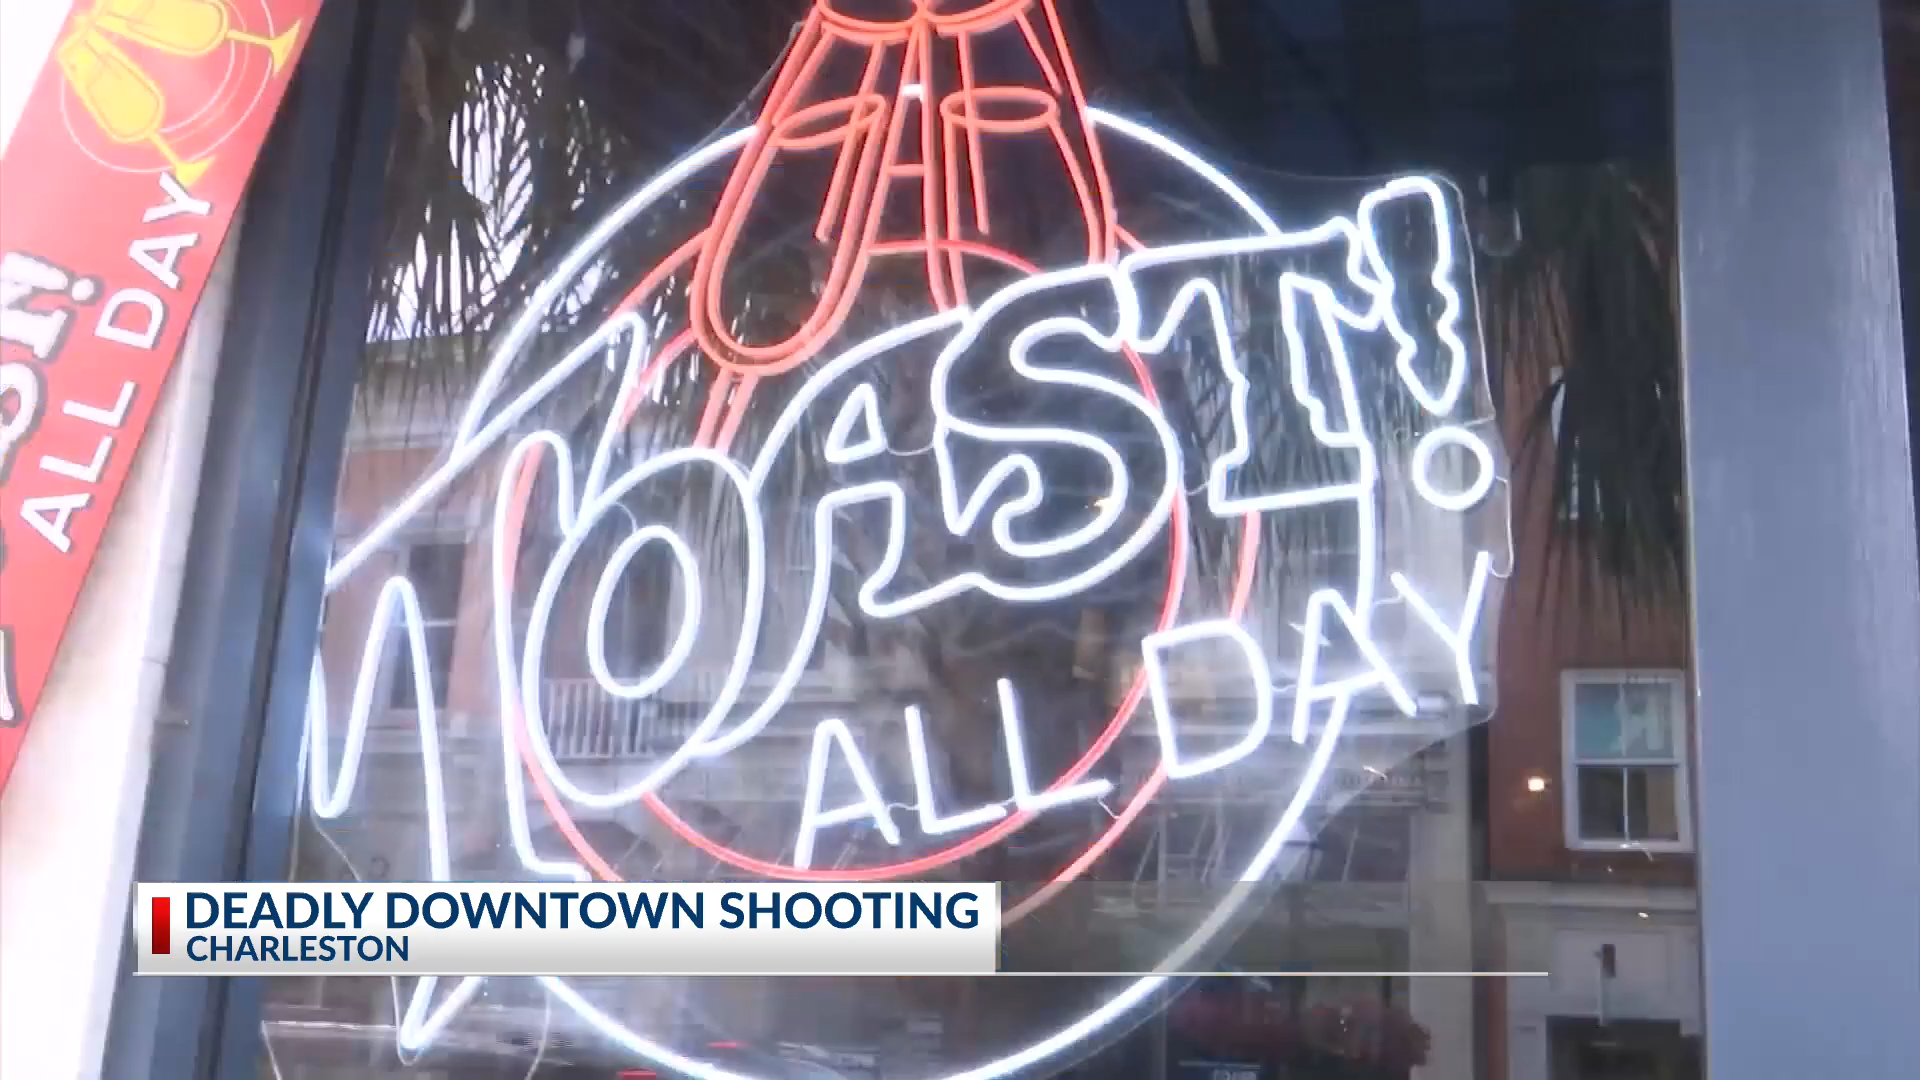 TOAST!
ALL DAY
ALL DAY
DEADLY DOWNTOWN SHOOTING
CHARLESTON